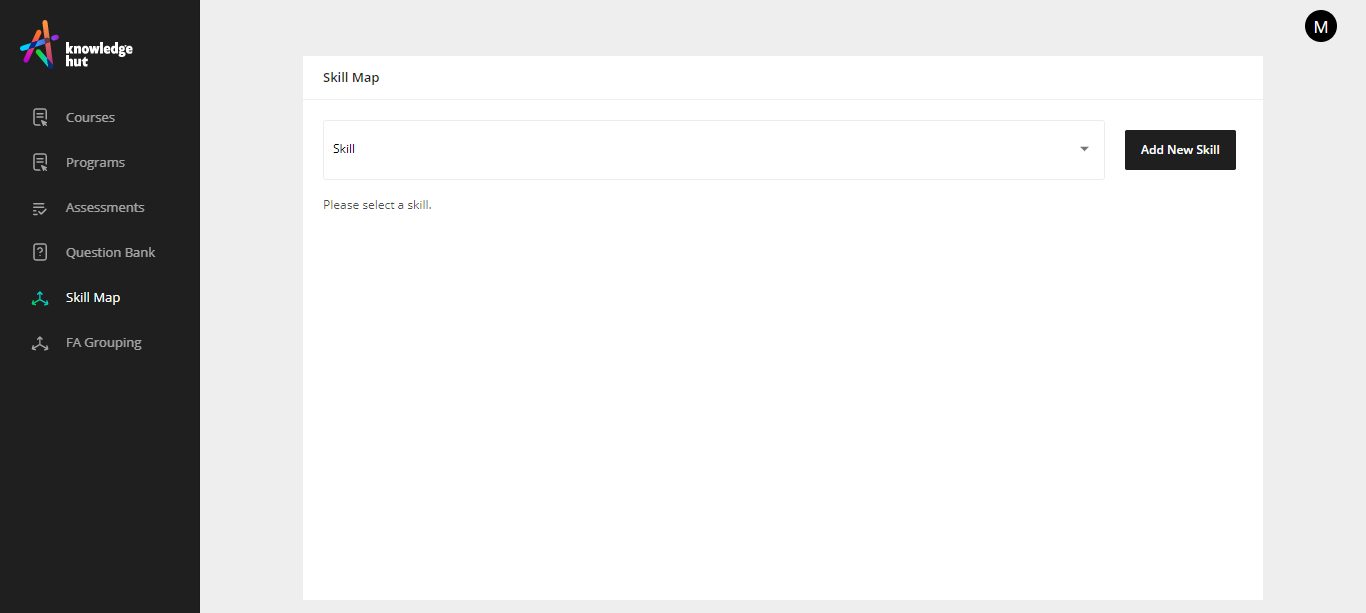 knowledge
hut
M
Courses
Programs
Assessments
Question Bank
Skill Map
FA Grouping
Skill Map
Skill
Add New Skill
Please select a skill.